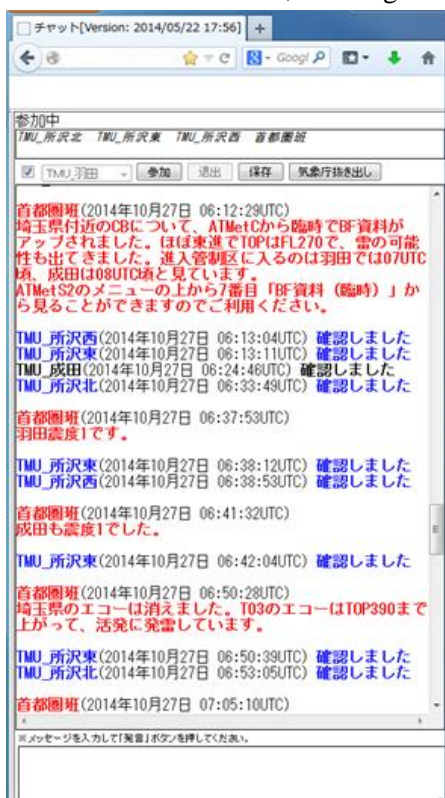 チャット[Version: 2014/05/22 17:56]
Googl
参加中
TMU_所沢北 TMU_所沢東 TMU_所沢西 首都圏班
TMU_羽田 参加 退出 保存 気象庁抜き出し
首都圏班(2014年10月27日 06:12:29UTC)
埼玉県付近のCBについて、ATMetCから臨時でBF資料が
アップされました。ほぼ東進でTOPはFL270で、雷の可能
性も出てきました。進入管制区に入るのは羽田では07UTC
頃、成田は08UTC頃と見ています。
ATMetS2のメニューの上から7番目「BF資料（臨時）」か
ら見ることができますのでご利用ください。
TMU_所沢西(2014年10月27日 06:13:04UTC) 確認しました
TMU_所沢東(2014年10月27日 06:13:11UTC) 確認しました
TMU_成田(2014年10月27日 06:24:46UTC) 確認しました
TMU_所沢北(2014年10月27日 06:33:49UTC) 確認しました
首都圏班(2014年10月27日 06:37:53UTC)
羽田震度1です。
TMU_所沢東(2014年10月27日 06:38:12UTC) 確認しました
TMU_所沢西(2014年10月27日 06:38:53UTC) 確認しました
首都圏班(2014年10月27日 06:41:32UTC)
成田も震度1でした。
TMU_所沢東(2014年10月27日 06:42:04UTC) 確認しました
首都圏班(2014年10月27日 06:50:28UTC)
埼玉県のエコーは消えました。T03のエコーはTOP390まで
上がって、活発に発雷しています。
TMU_所沢東(2014年10月27日 06:50:39UTC) 確認しました
TMU_所沢北(2014年10月27日 06:53:05UTC) 確認しました
首都圏班(2014年10月27日 07:05:10UTC)
※メッセージを入力して「発言」ボタンを押してください。